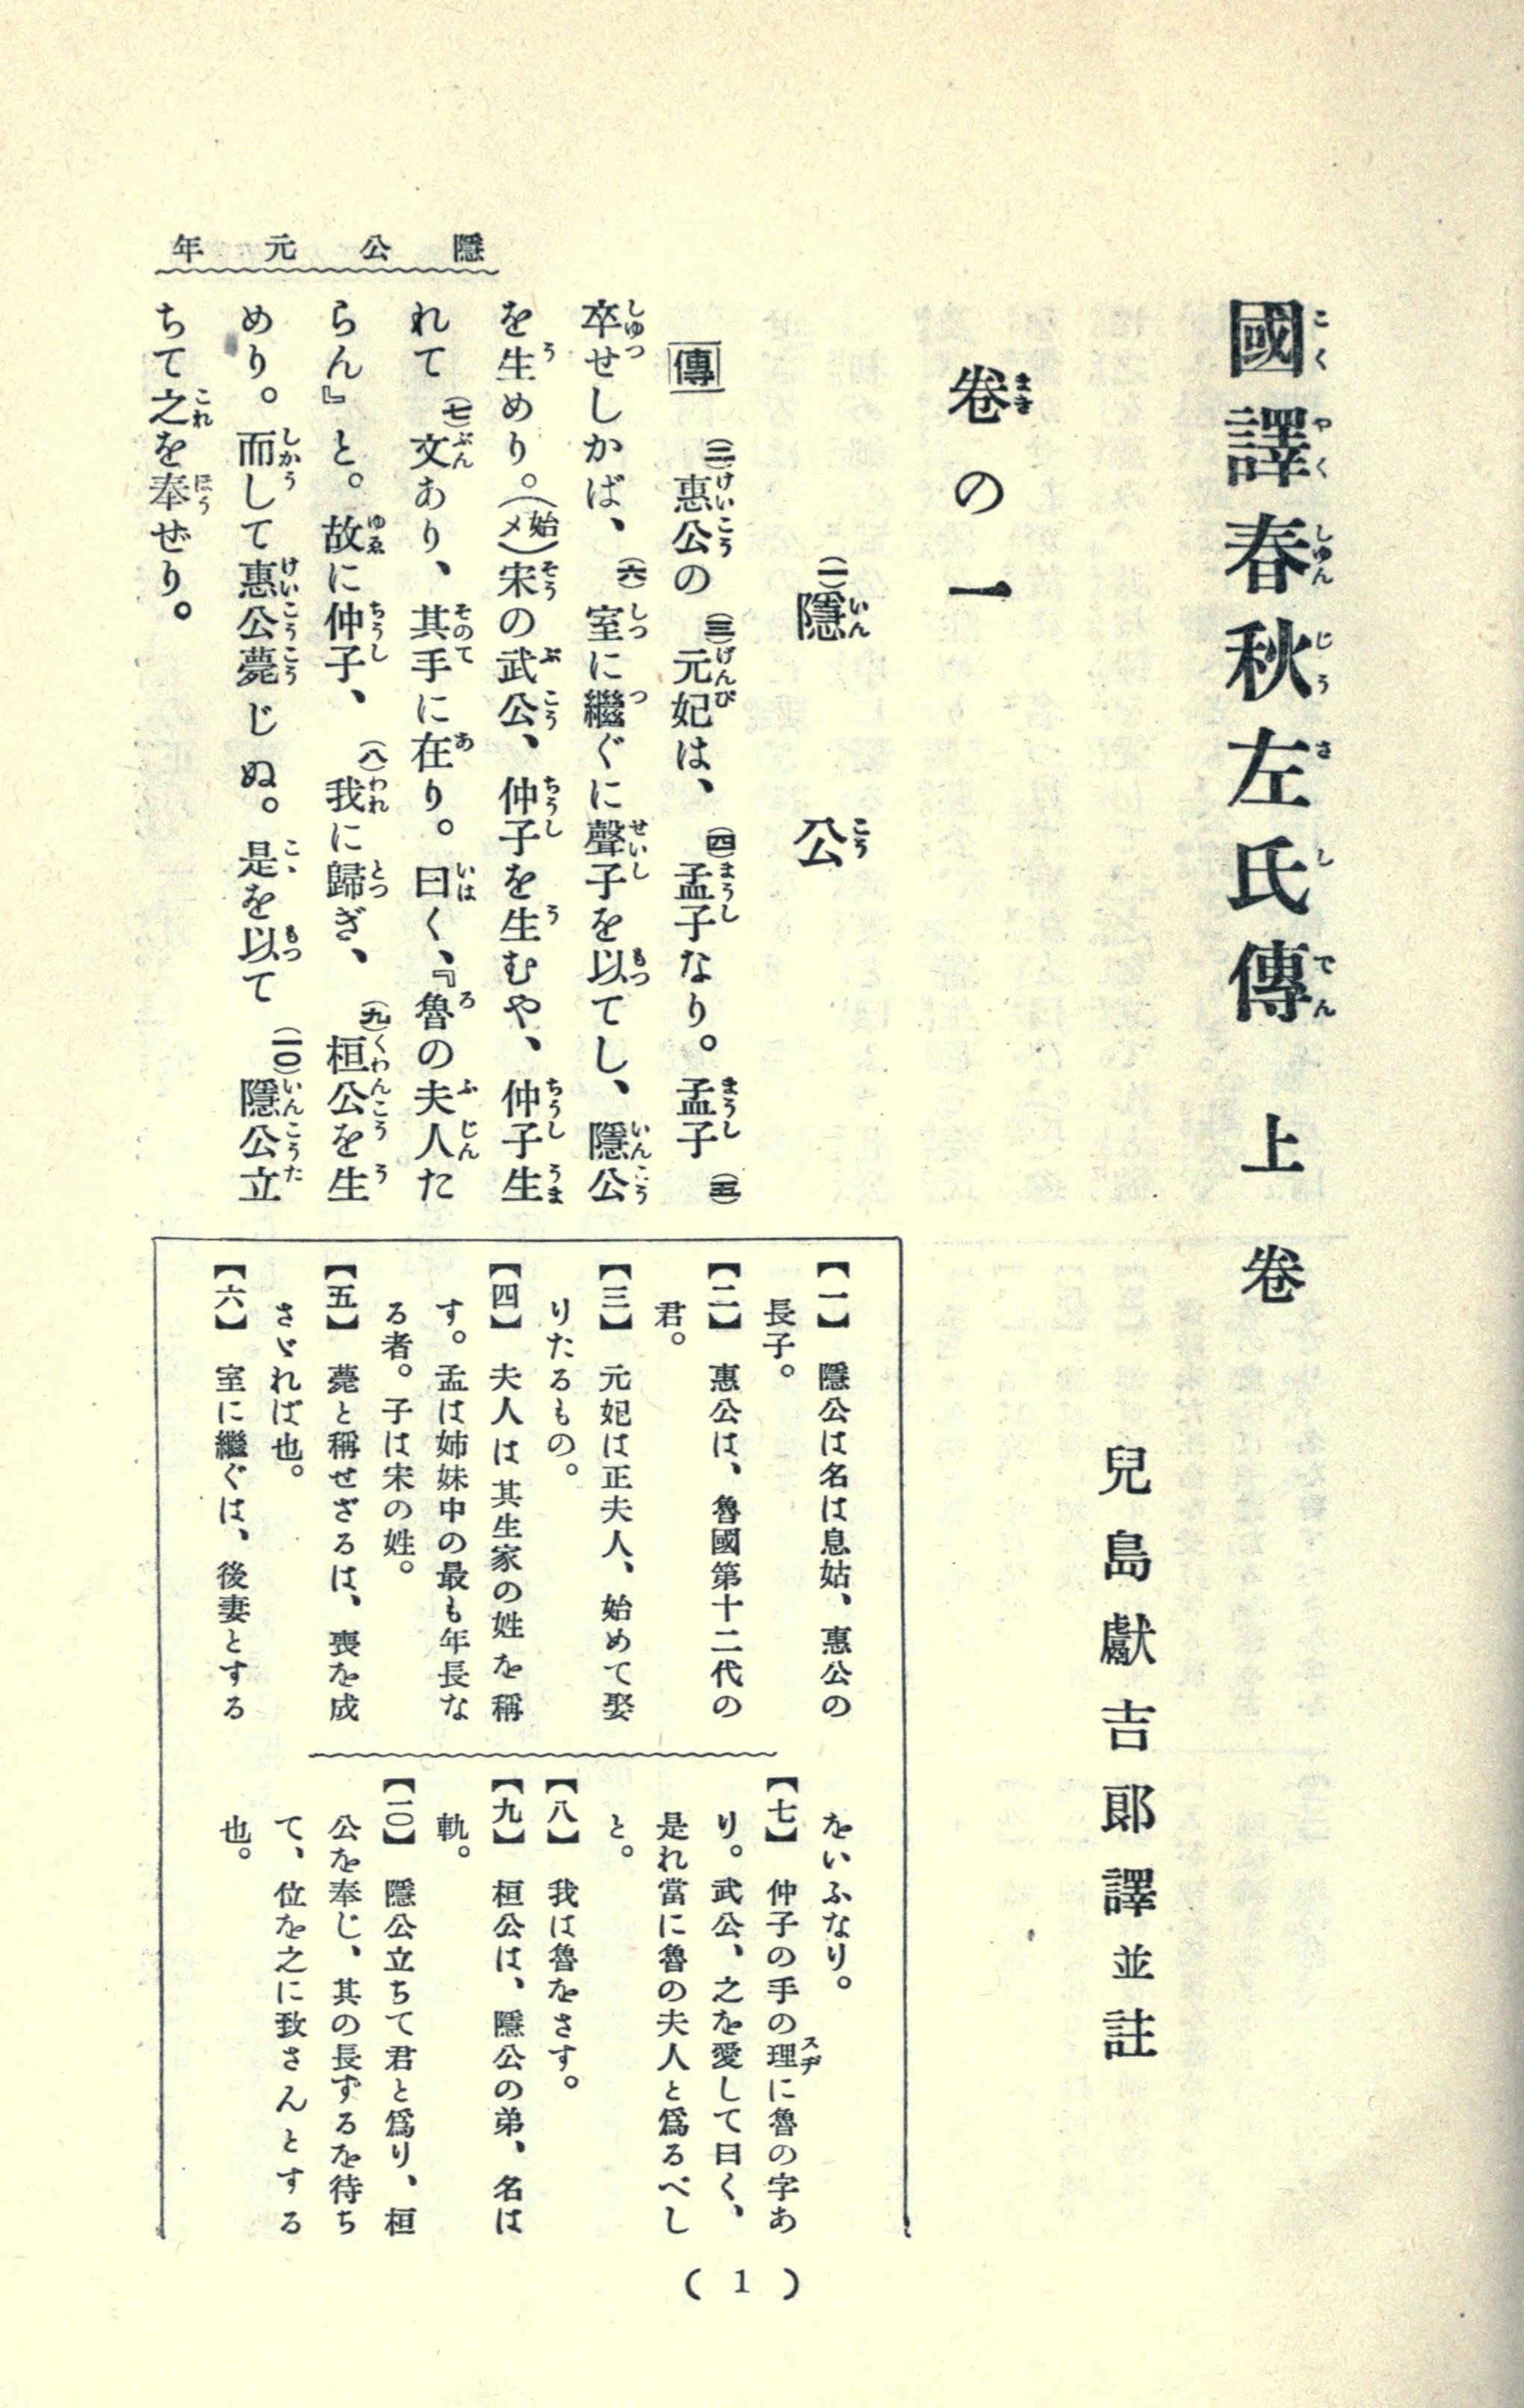 國譯春秋左氏傳 上卷
兒島獻吉郞譯並註
卷の一
(一)隱公
傳 (二)惠公の(三)元妃は、(四)孟子なり。孟子(五)
卒せしかば、(六)室に繼ぐに聲子を以てし、隱公
を生めり。(始メ)宋の武公、仲子を生むや、仲子生
れて(七)文あり、其手に在り。曰く、『魯の夫人た
らん』と。故に仲子、(八)我に歸ぎ、(九)桓公を生
めり。而して惠公薨じぬ。是を以て(一〇)隱公立
ちて之を奉ぜり。
隱公元年
【一】 隱公は名は息姑、惠公の
長子。
【二】 惠公は、魯國第十二代の
君。
【三】 元妃は正夫人、始めて娶
りたるもの。
【四】 夫人は其生家の姓を稱
す。孟は姉妹中の最も年長な
る者。子は宋の姓。
【五】 薨と稱せざるは、喪を成
さゞれば也。
【六】 室に繼ぐは、後妻とする
をいふなり。
【七】 仲子の手の理に魯の字あ
り。武公、之を愛して曰く、
是れ當に魯の夫人と爲るべし
と。
【八】 我は魯をさす。
【九】 桓公は、隱公の弟、名は
軌。
【一〇】 隱公立ちて君と爲り、桓
公を奉じ、其の長ずるを待ち
て、位を之に致さんとする
也。
( 1 )